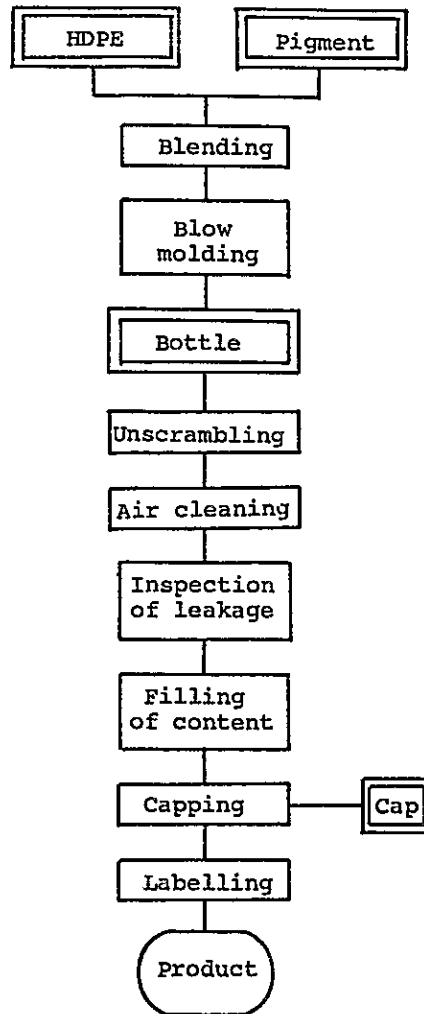 HDPE
Pigment
Blending
Blow
molding
Bottle
Unscrambling
Air cleaning
Inspection
of leakage
Filling
of content
Capping
Cap
Labelling
Product